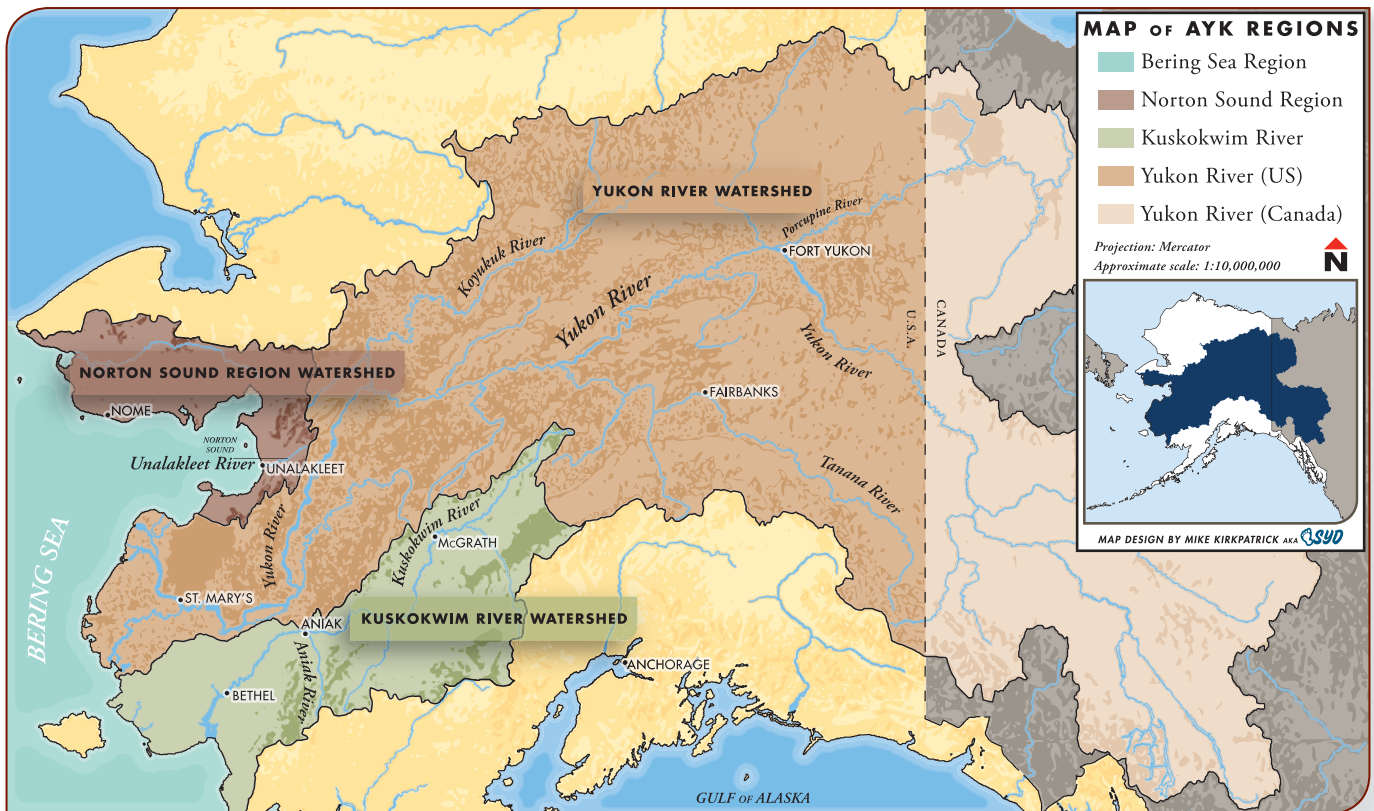 MAP OF AYK REGIONS
Bering Sea Region
Norton Sound Region
Kuskokwim River
Yukon River (US)
Yukon River (Canada)
Projection: Mercator
Approximate scale: 1:10,000,000
N
MAP DESIGN BY MIKE KIRKPATRICK AKA SYD
YUKON RIVER WATERSHED
Porcupine River
Koyukuk River
FORT YUKON
Yukon River
U.S.A.
CANADA
Yukon River
NORTON SOUND REGION WATERSHED
FAIRBANKS
NOME
NORTON
SOUND
Unalakleet River
UNALAKLEET
Tanana River
Kuskokwim River
McGRATH
Yukon River
BERING SEA
ST. MARY'S
ANIAK
KUSKOKWIM RIVER WATERSHED
Aniak River
ANCHORAGE
BETHEL
GULF OF ALASKA